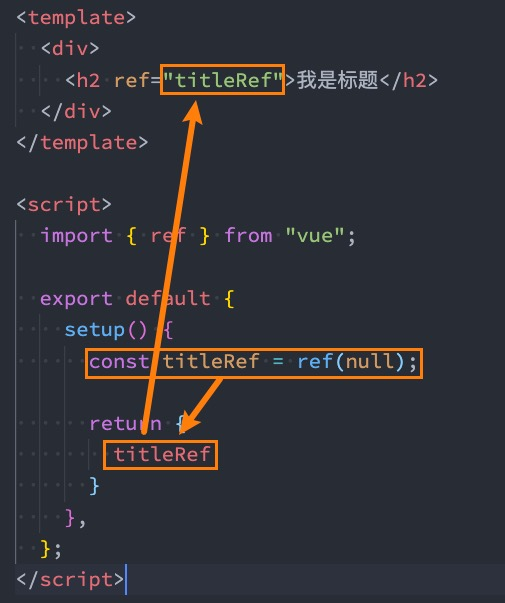 <template>
<div>
<h2 ref="titleRef">我是标题</h2>
</div>
</template>
<script>
import { ref } from "vue";
export default {
setup() {
const titleRef = ref(null);
return {
titleRef
}
},
};
</script>